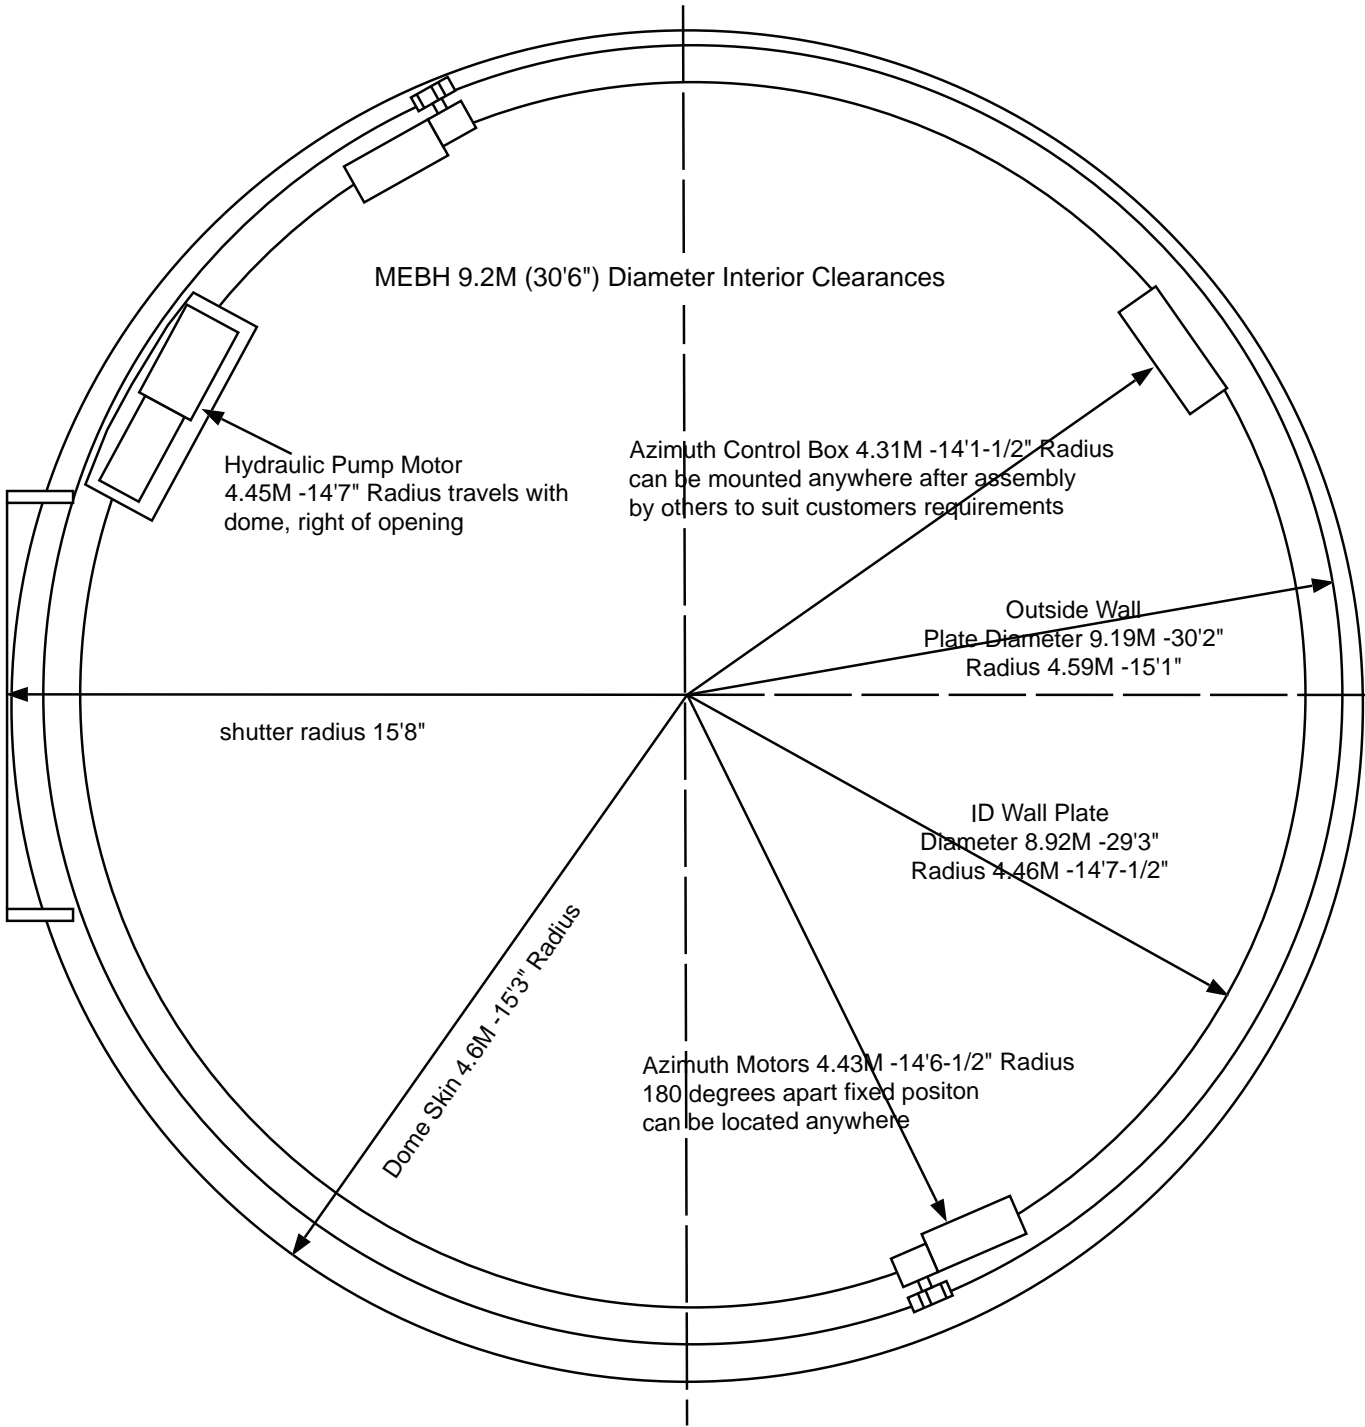 MEBH 9.2M (30'6") Diameter Interior Clearances
Hydraulic Pump Motor
4.45M -14'7" Radius travels with
dome, right of opening
Azimuth Control Box 4.31M -14'1-1/2" Radius
can be mounted anywhere after assembly
by others to suit customers requirements
Outside Wall
Plate Diameter 9.19M -30'2"
Radius 4.59M -15'1"
shutter radius 15'8"
ID Wall Plate
Diameter 8.92M -29'3"
Radius 4.46M -14'7-1/2"
Dome Skin 4.6M -15'3" Radius
Azimuth Motors 4.43M -14'6-1/2" Radius
180 degrees apart fixed positon
can be located anywhere